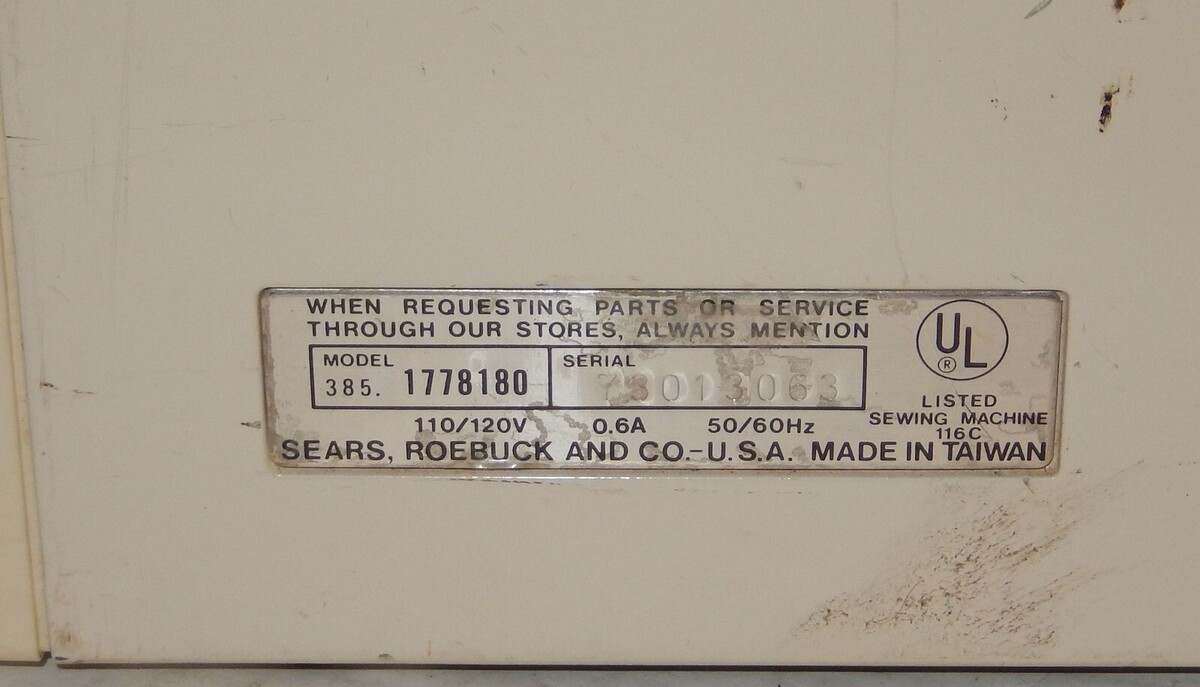 WHEN REQUESTING PARTS OR SERVICE
THROUGH OUR STORES, ALWAYS MENTION
MODEL
385. 1778180
SERIAL
73013063
UL
®
LISTED
SEWING MACHINE
116C
110/120V 0.6A 50/60Hz
SEARS, ROEBUCK AND CO.-U.S.A. MADE IN TAIWAN